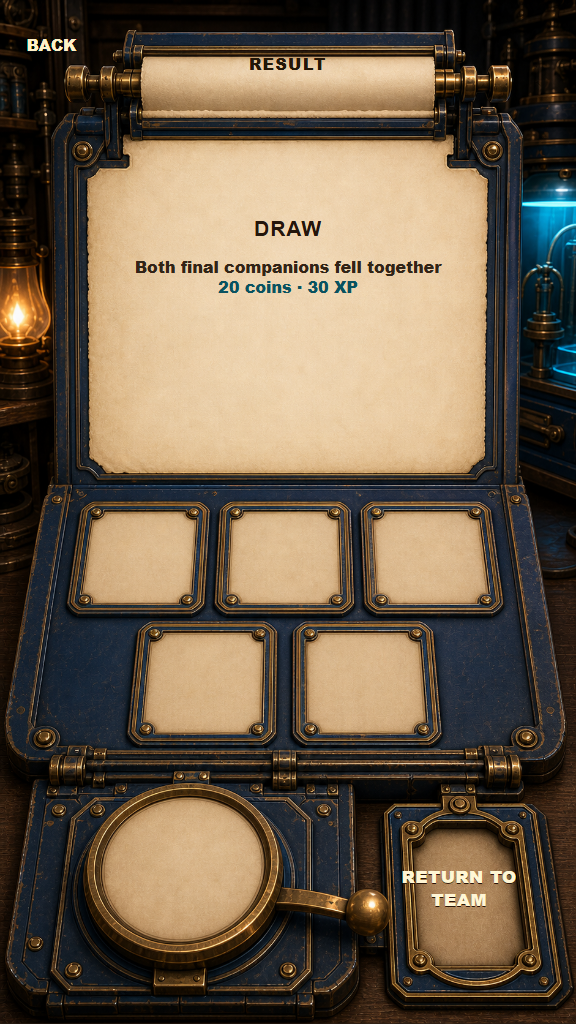 BACK
RESULT
DRAW
Both final companions fell together
20 coins · 30 XP
RETURN TO
TEAM